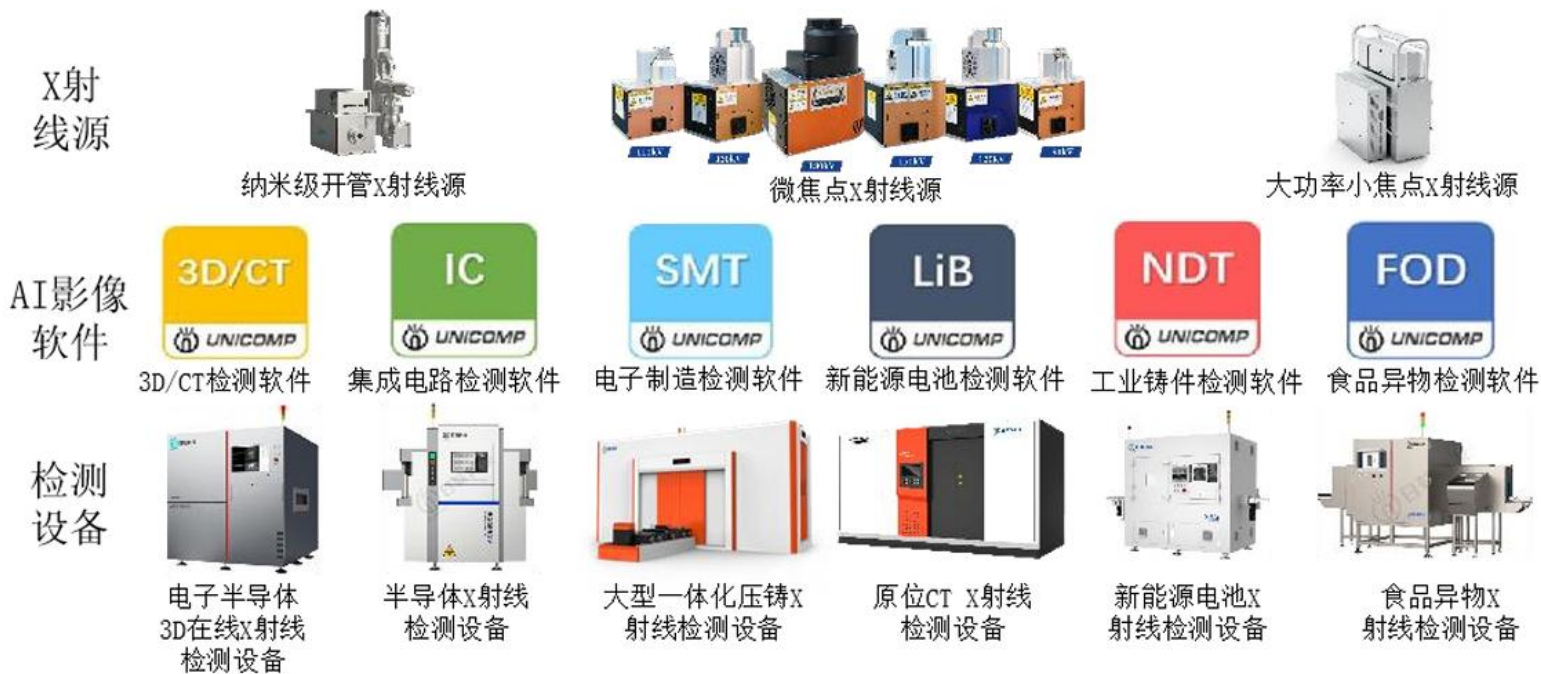 X射
线源
纳米级开管X射线源
微焦点X射线源
大功率小焦点X射线源
AI影像
软件
3D/CT
IC
SMT
LiB
NDT
FOD
UNICOMP
UNICOMP
UNICOMP
UNICOMP
UNICOMP
UNICOMP
3D/CT检测软件
集成电路检测软件
电子制造检测软件
新能源电池检测软件
工业铸件检测软件
食品异物检测软件
检测
设备
电子半导体
3D在线X射线
检测设备
半导体X射线
检测设备
大型一体化压铸X
射线检测设备
原位CT X射线
检测设备
新能源电池X
射线检测设备
食品异物X
射线检测设备